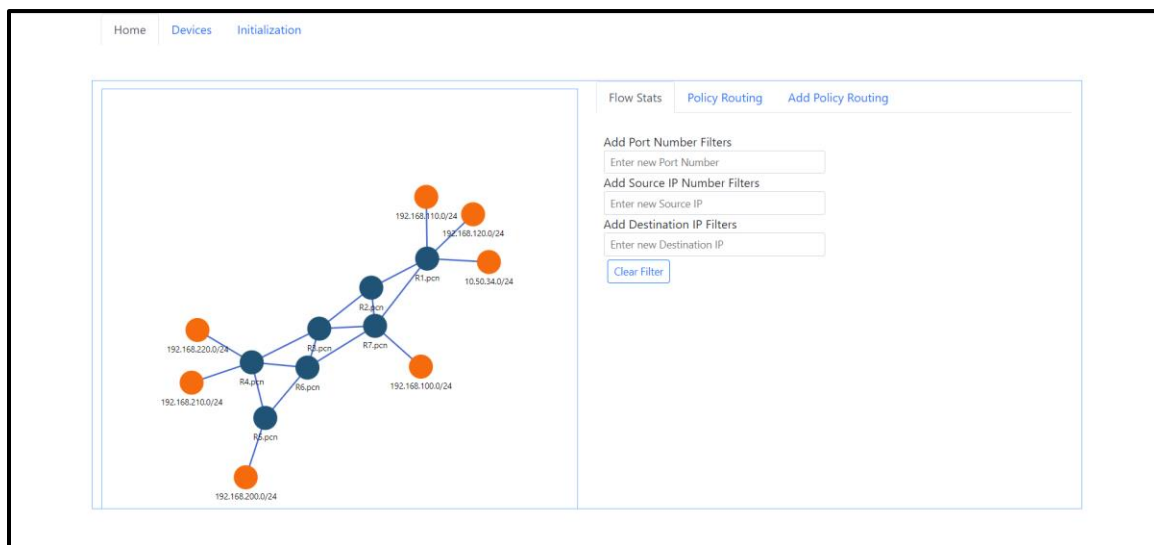 Home Devices Initialization
Flow Stats Policy Routing Add Policy Routing
Add Port Number Filters
Enter new Port Number
Add Source IP Number Filters
Enter new Source IP
Add Destination IP Filters
Enter new Destination IP
Clear Filter
192.168.110.0/24
192.168.120.0/24
R1.pcn
10.50.34.0/24
R2.pcn
R3.pcn
R7.pcn
192.168.220.0/24
R4.pcn
R6.pcn
192.168.100.0/24
192.168.210.0/24
R5.pcn
192.168.200.0/24